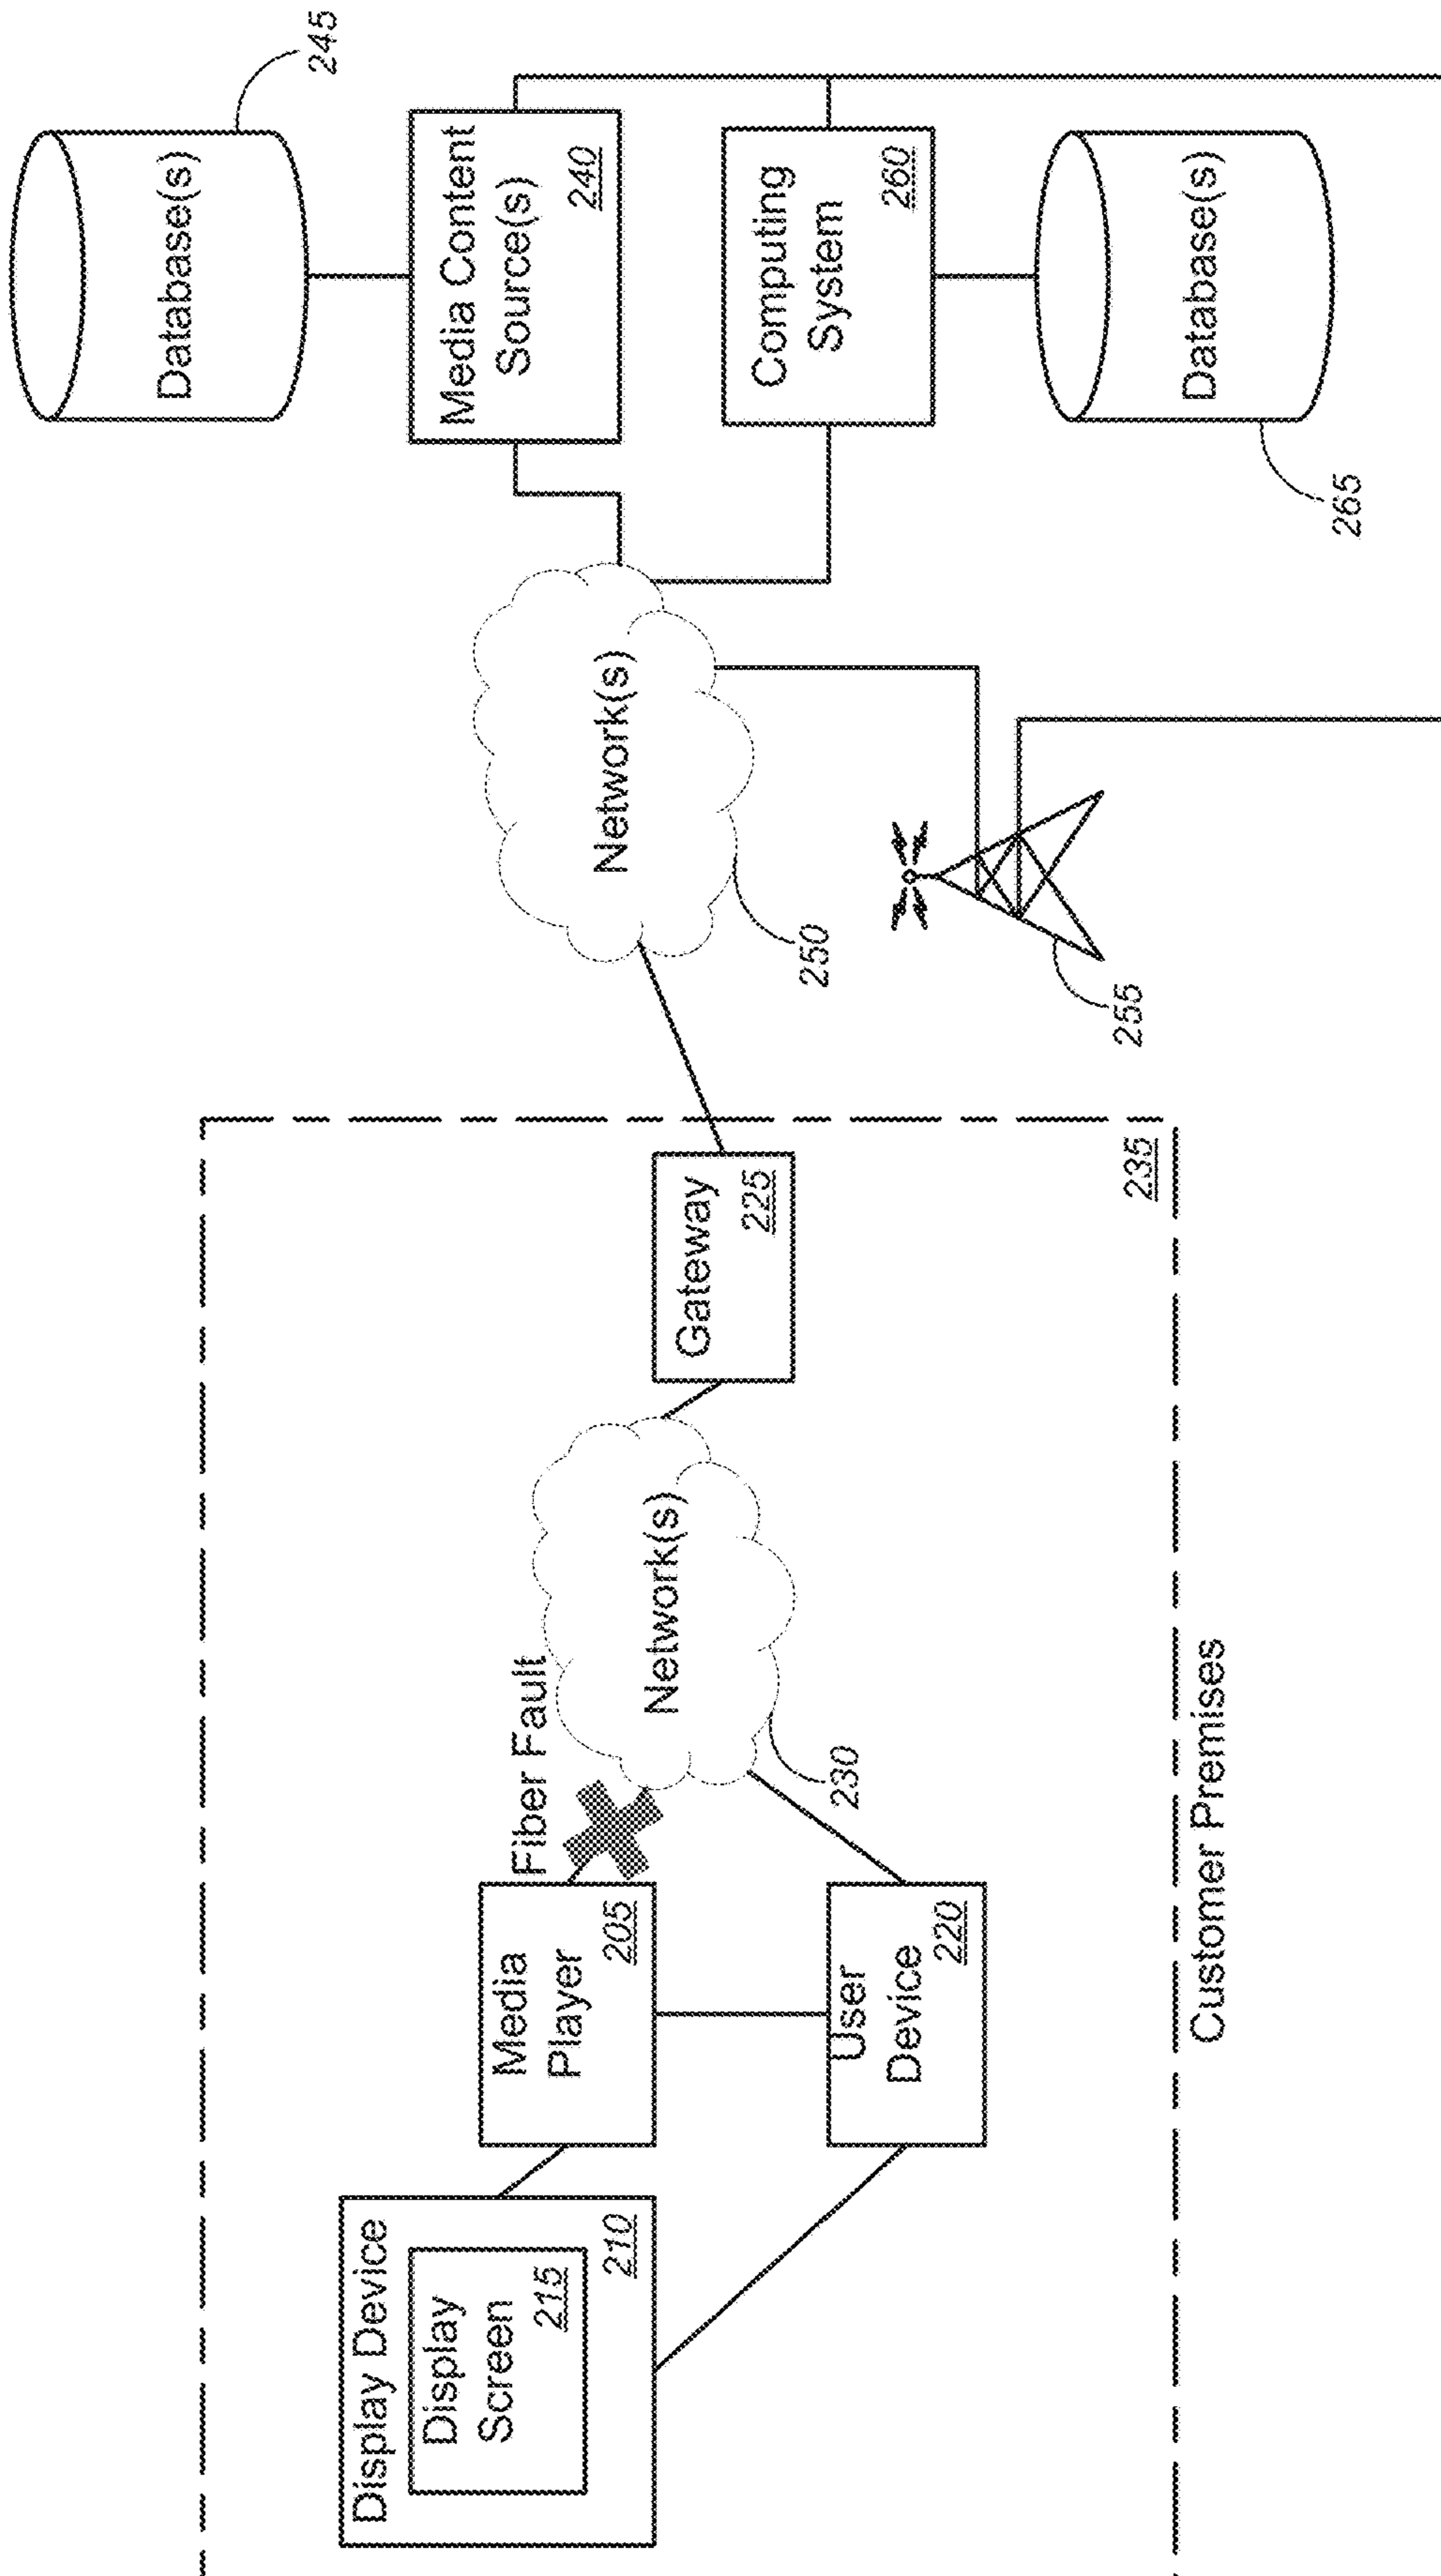 Display Device
Display
Screen
215
210
Media
Player
205
User
Device
220
Fiber Fault
Network(s)
230
Gateway
225
235
Customer Premises
Network(s)
250
255
Database(s)
245
Media Content
Source(s)
240
Computing
System
260
Database(s)
265